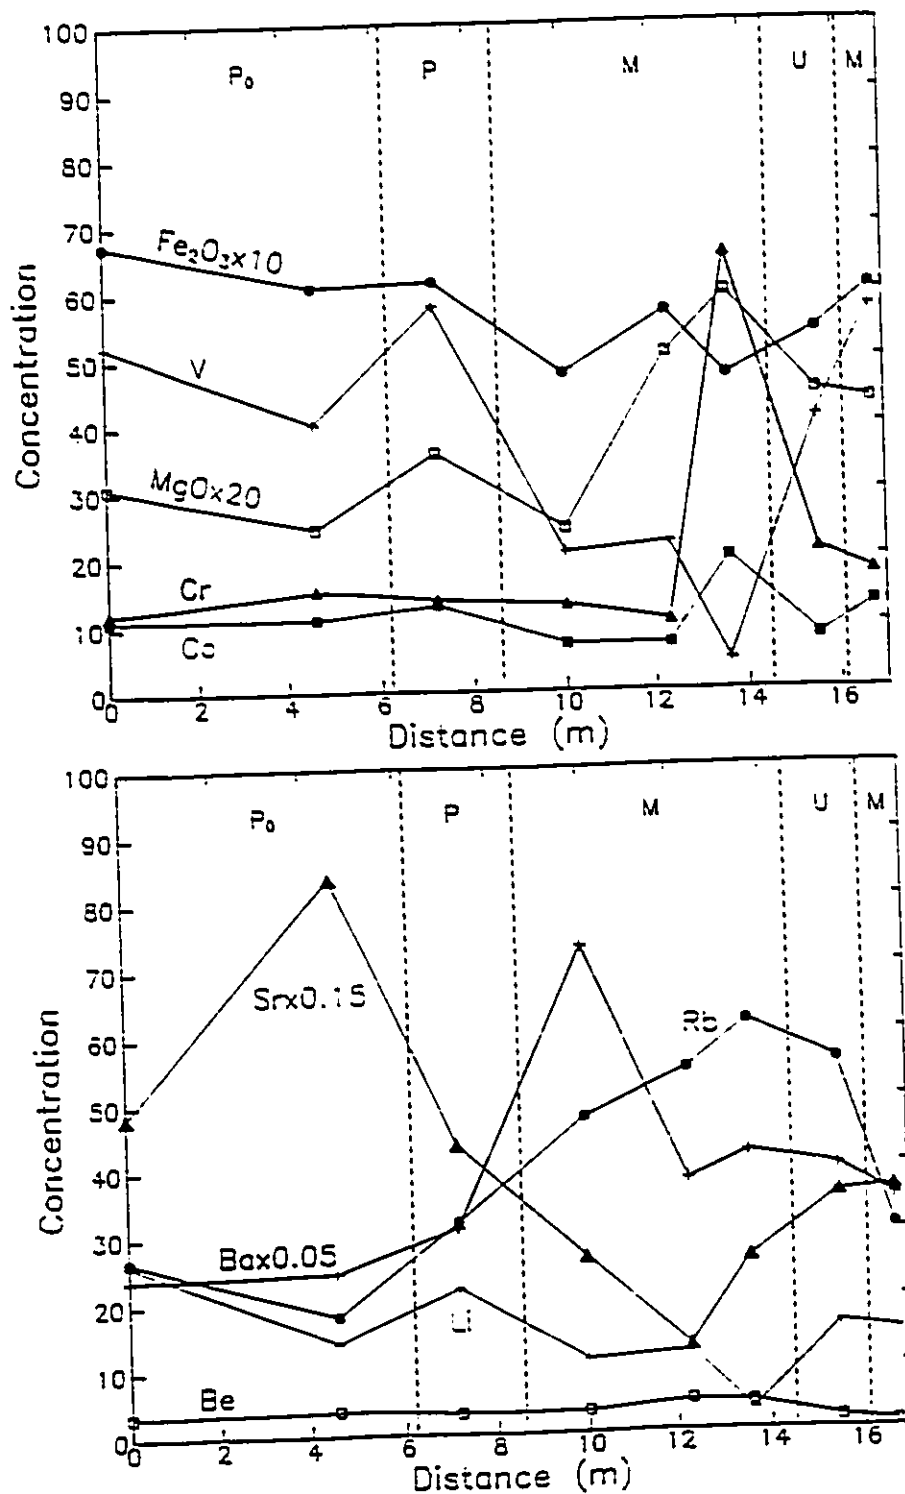 100
90
80
70
60
50
40
30
20
10
0
Concentration
P₀ P M U M
Fe₂O₃x10
V
MgOx20
Cr
Co
0 2 4 6 8 10 12 14 16
Distance (m)
100
90
80
70
60
50
40
30
20
10
0
Concentration
P₀ P M U M
Srx0.15
Rb
Bax0.05
Li
Be
0 2 4 6 8 10 12 14 16
Distance (m)